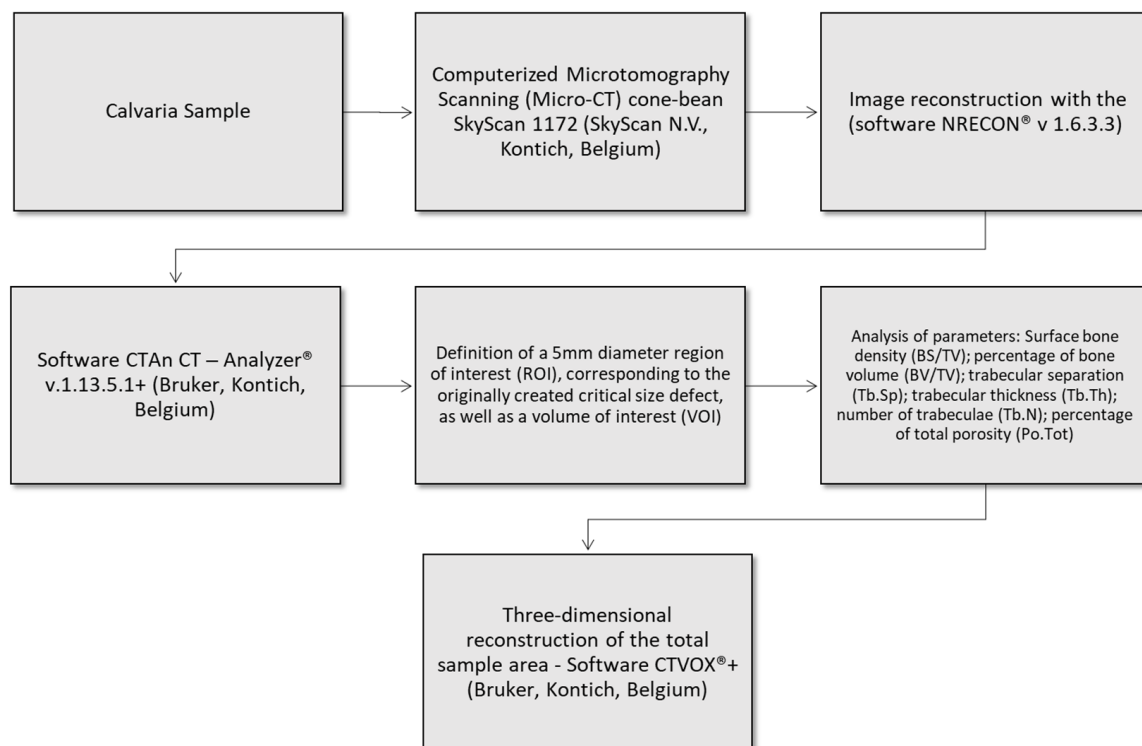 Calvaria Sample
Computerized Microtomography
Scanning (Micro-CT) cone-bean
SkyScan 1172 (SkyScan N.V.,
Kontich, Belgium)
Image reconstruction with the
(software NRECON® v 1.6.3.3)
Software CTAn CT – Analyzer®
v.1.13.5.1+ (Bruker, Kontich,
Belgium)
Definition of a 5mm diameter region
of interest (ROI), corresponding to the
originally created critical size defect,
as well as a volume of interest (VOI)
Analysis of parameters: Surface bone
density (BS/TV); percentage of bone
volume (BV/TV); trabecular separation
(Tb.Sp); trabecular thickness (Tb.Th);
number of trabeculae (Tb.N); percentage
of total porosity (Po.Tot)
Three-dimensional
reconstruction of the total
sample area - Software CTVOX®+
(Bruker, Kontich, Belgium)